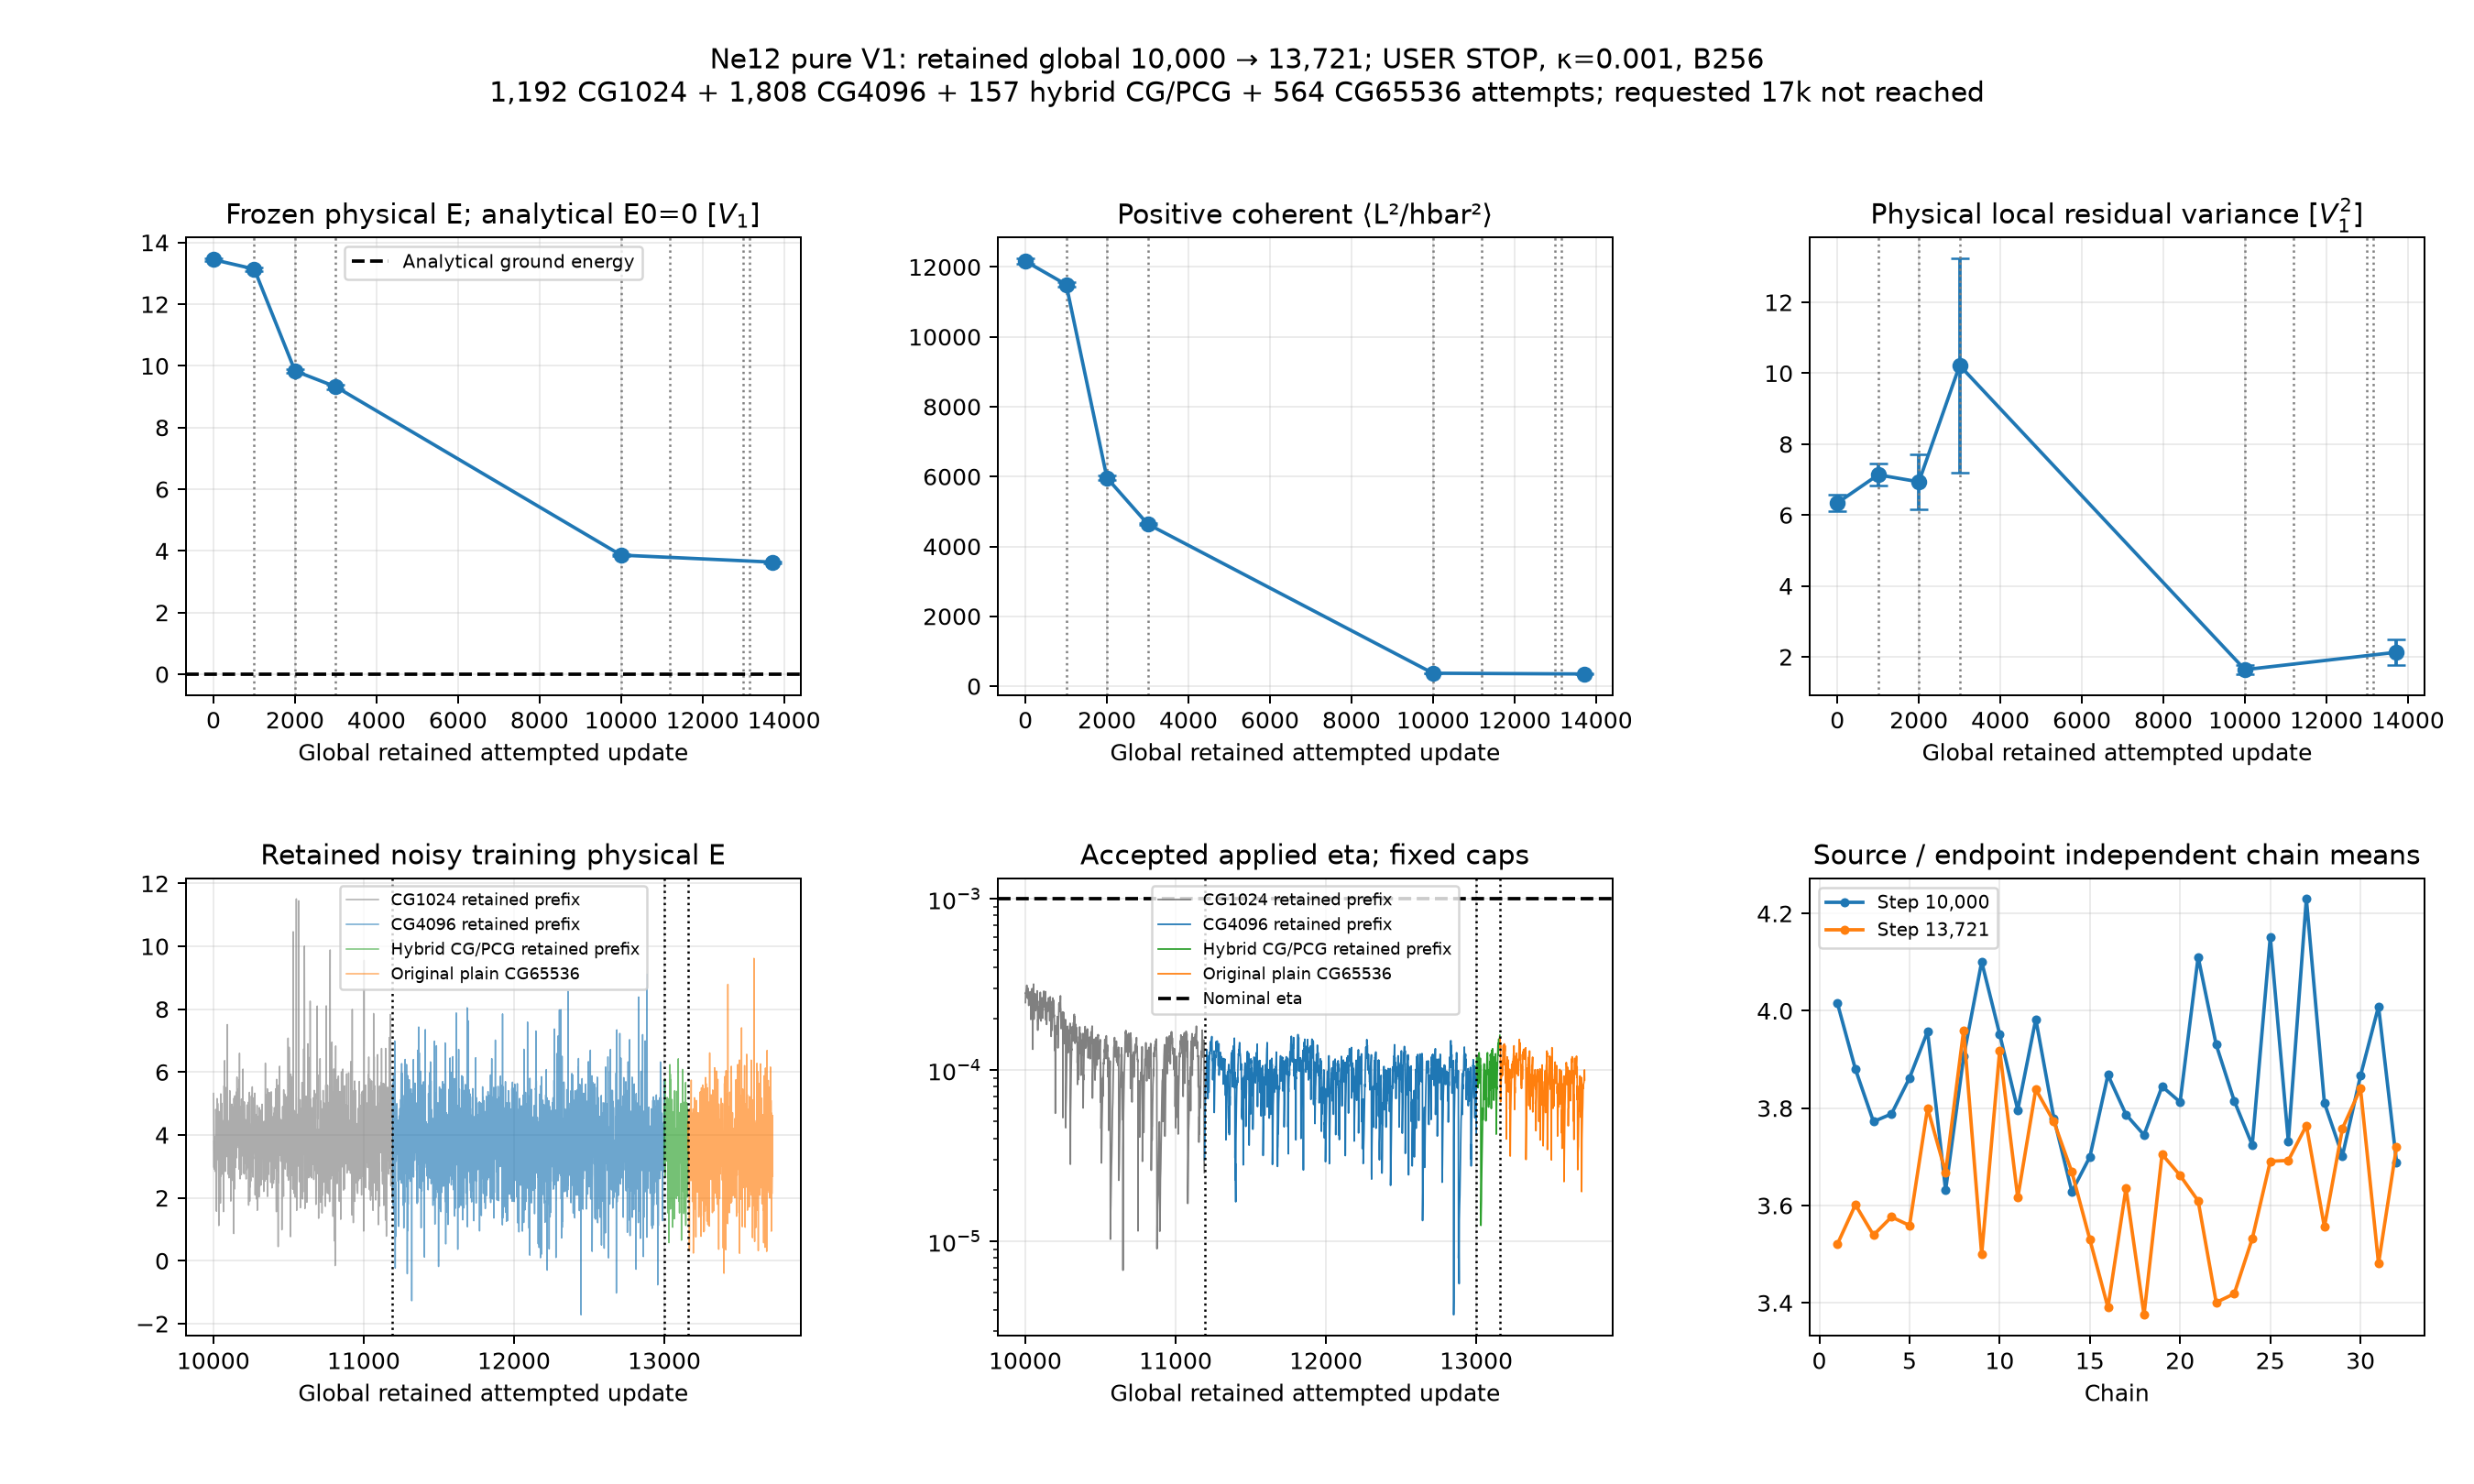 Ne12 pure V1: retained global 10,000 → 13,721; USER STOP, κ=0.001, B256
1,192 CG1024 + 1,808 CG4096 + 157 hybrid CG/PCG + 564 CG65536 attempts; requested 17k not reached
Frozen physical E; analytical E0=0 [V₁]
14
12
10
8
6
4
2
0
Analytical ground energy
0 2000 4000 6000 8000 10000 12000 14000
Global retained attempted update
Positive coherent ⟨L²/hbar²⟩
12000
10000
8000
6000
4000
2000
0
0 2000 4000 6000 8000 10000 12000 14000
Global retained attempted update
Physical local residual variance [V₁²]
12
10
8
6
4
2
0 2000 4000 6000 8000 10000 12000 14000
Global retained attempted update
Retained noisy training physical E
12
10
8
6
4
2
0
−2
CG1024 retained prefix
CG4096 retained prefix
Hybrid CG/PCG retained prefix
Original plain CG65536
10000 11000 12000 13000
Global retained attempted update
Accepted applied eta; fixed caps
10⁻³
10⁻⁴
10⁻⁵
CG1024 retained prefix
CG4096 retained prefix
Hybrid CG/PCG retained prefix
Original plain CG65536
Nominal eta
10000 11000 12000 13000
Global retained attempted update
Source / endpoint independent chain means
4.2
4.0
3.8
3.6
3.4
Step 10,000
Step 13,721
0 5 10 15 20 25 30
Chain